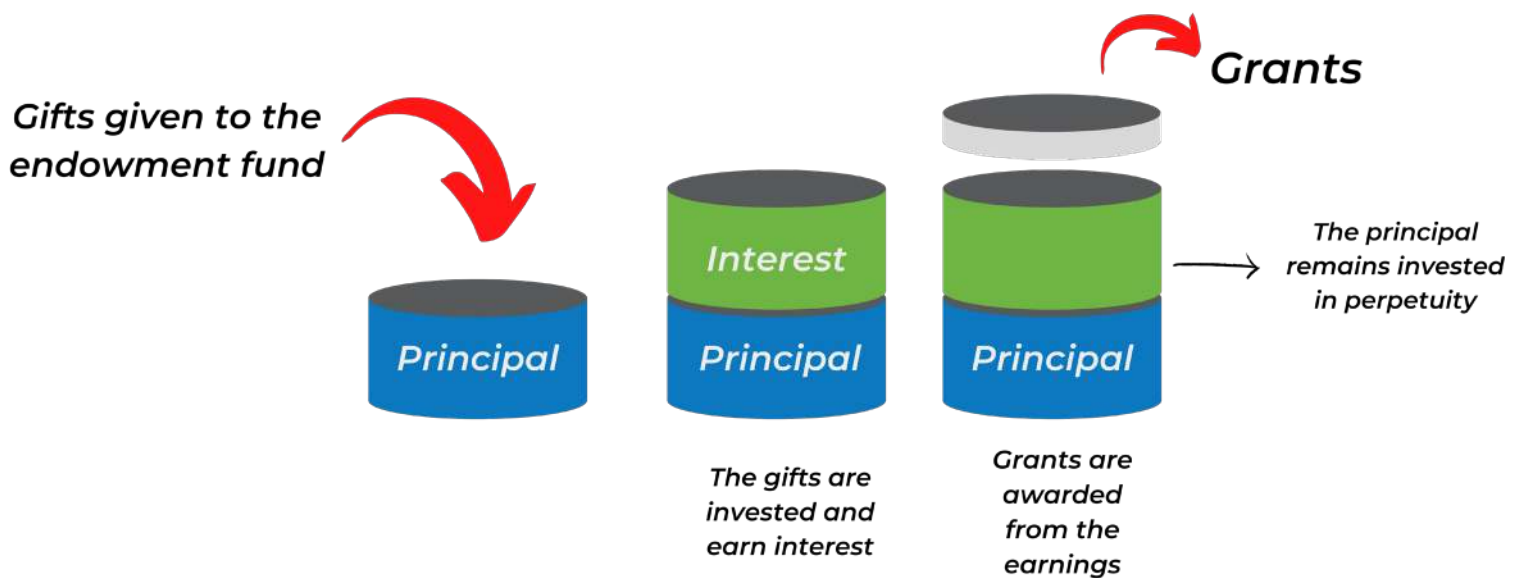 Gifts given to the
endowment fund
Principal
Interest
Principal
The gifts are
invested and
earn interest
Grants
Principal
Grants are
awarded
from the
earnings
The principal
remains invested
in perpetuity